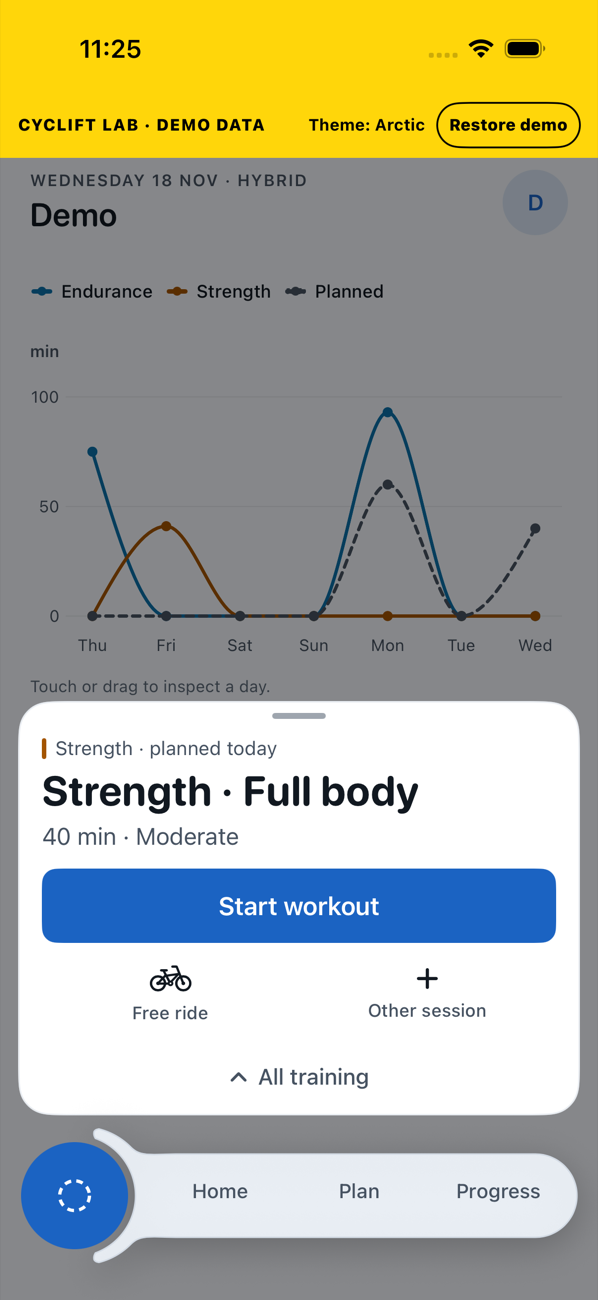 11:25
CYCLIFT LAB · DEMO DATA Theme: Arctic Restore demo
WEDNESDAY 18 NOV · HYBRID
Demo
D
Endurance Strength Planned
min
100
50
0
Thu Fri Sat Sun Mon Tue Wed
Touch or drag to inspect a day.
Strength · planned today
Strength · Full body
40 min · Moderate
Start workout
Free ride Other session
All training
Home Plan Progress